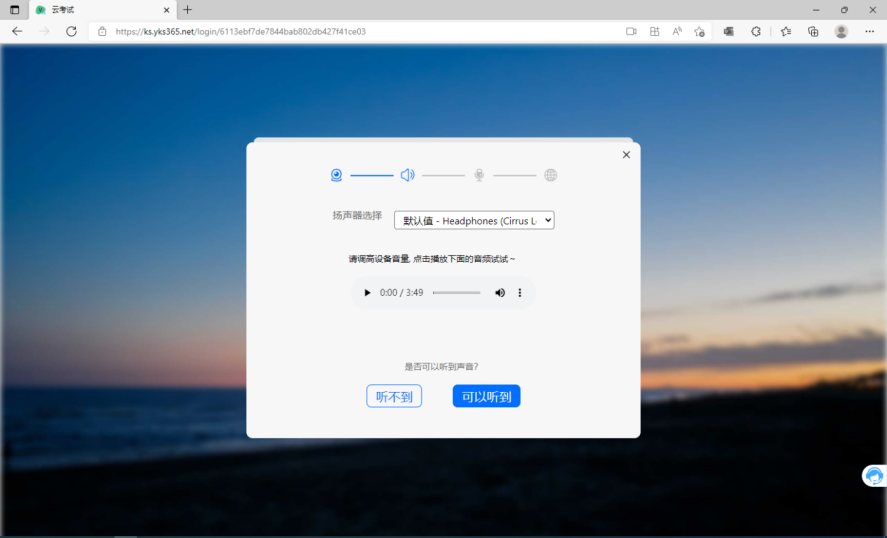 云考试
https://ks.yks365.net/login/6113ebf7de7844bab802db427f41ce03
扬声器选择
默认值 - Headphones (Cirrus L
请调高设备音量, 点击播放下面的音频试试~
0:00 / 3:49
是否可以听到声音?
听不到
可以听到